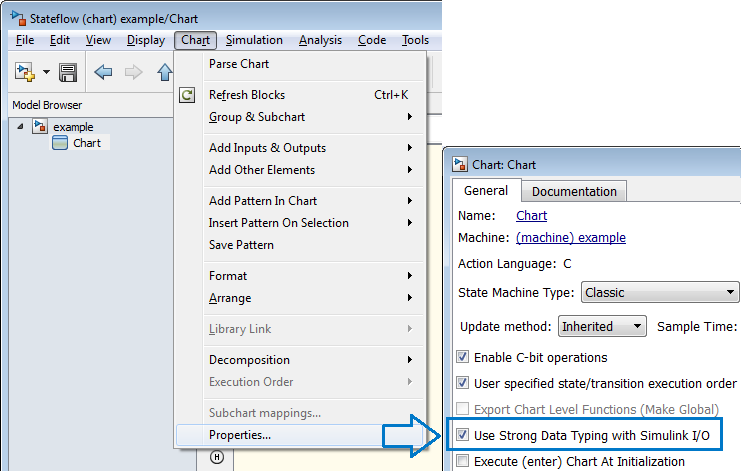 Stateflow (chart) example/Chart
File Edit View Display Chart Simulation Analysis Code Tools
Parse Chart
Model Browser
Refresh Blocks Ctrl+K
Group & Subchart
example
Chart
Add Inputs & Outputs
Add Other Elements
Add Pattern In Chart
Insert Pattern On Selection
Save Pattern
Format
Arrange
Library Link
Decomposition
Execution Order
Subchart mappings...
Properties...
H
Chart: Chart
General Documentation
Name: Chart
Machine: (machine) example
Action Language: C
State Machine Type: Classic
Update method: Inherited Sample Time:
Enable C-bit operations
User specified state/transition execution order
Export Chart Level Functions (Make Global)
Use Strong Data Typing with Simulink I/O
Execute (enter) Chart At Initialization